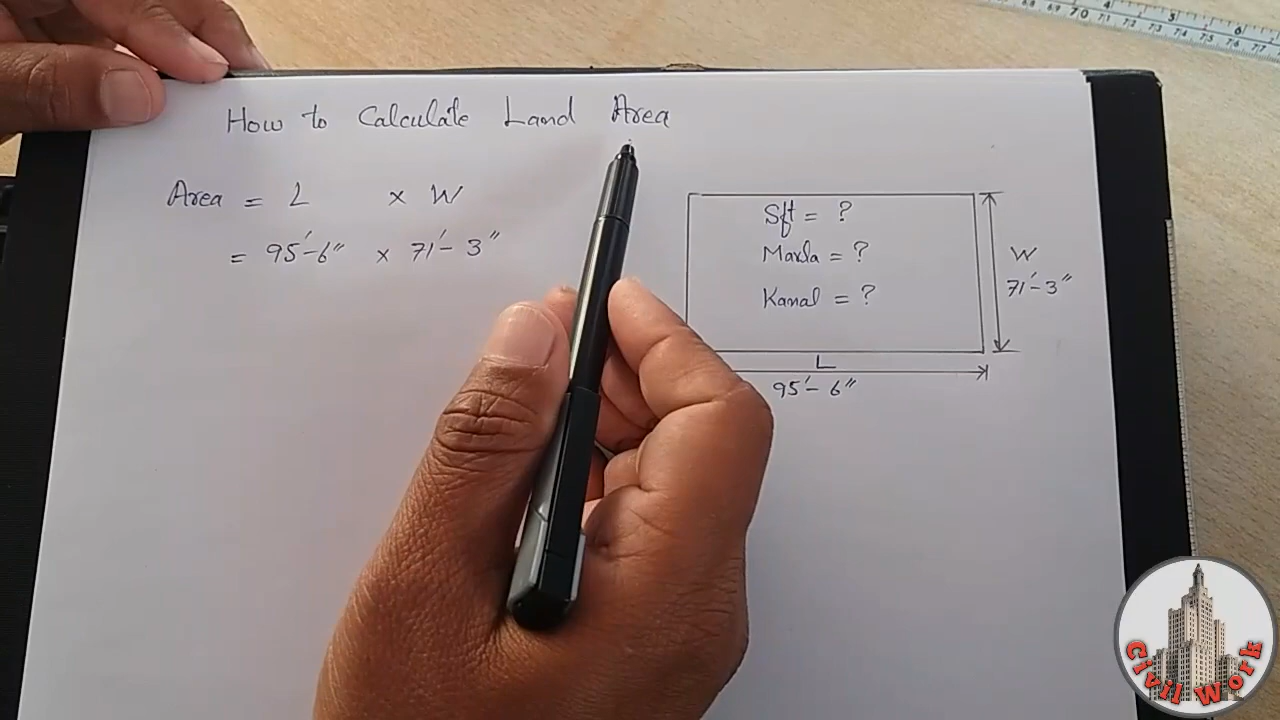 How to Calculate Land Area
Area = L × W
= 95'-6" × 71'-3"
Sft = ?
Marla = ?
Kanal = ?
W
71'-3"
L
95'-6"
Civil Work